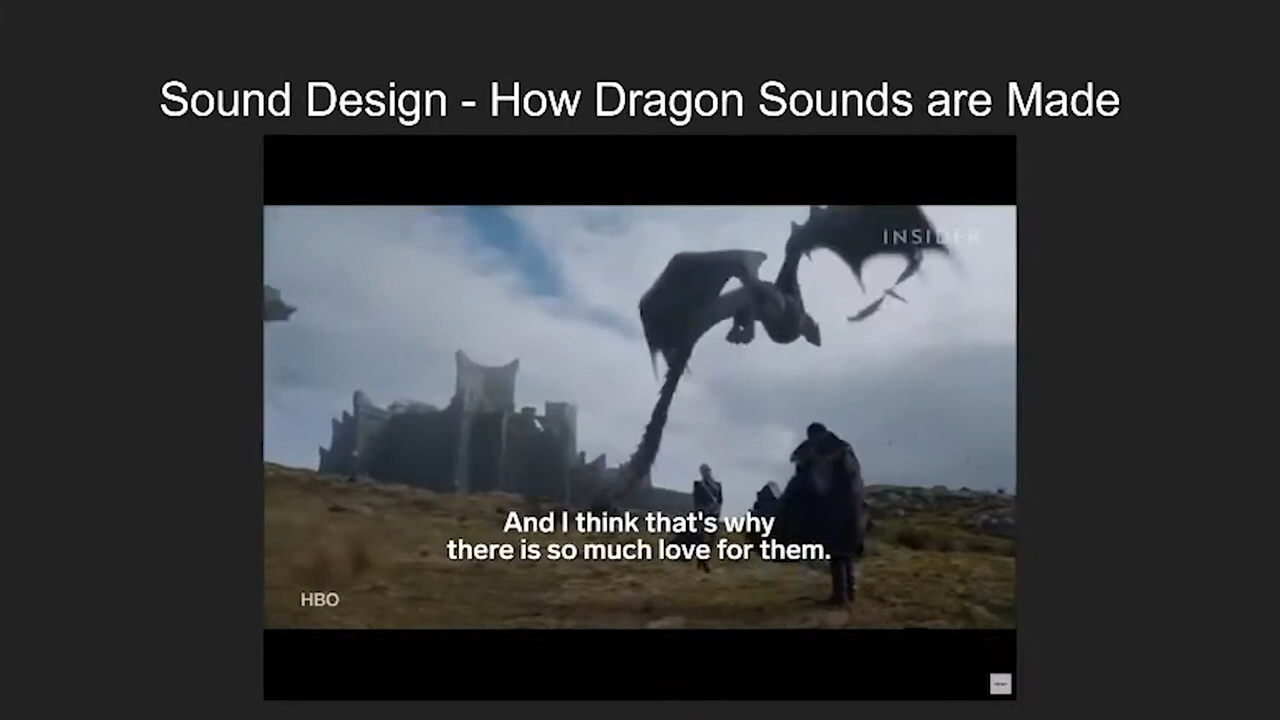 Sound Design - How Dragon Sounds are Made
INSIDER
And I think that's why
there is so much love for them.
HBO